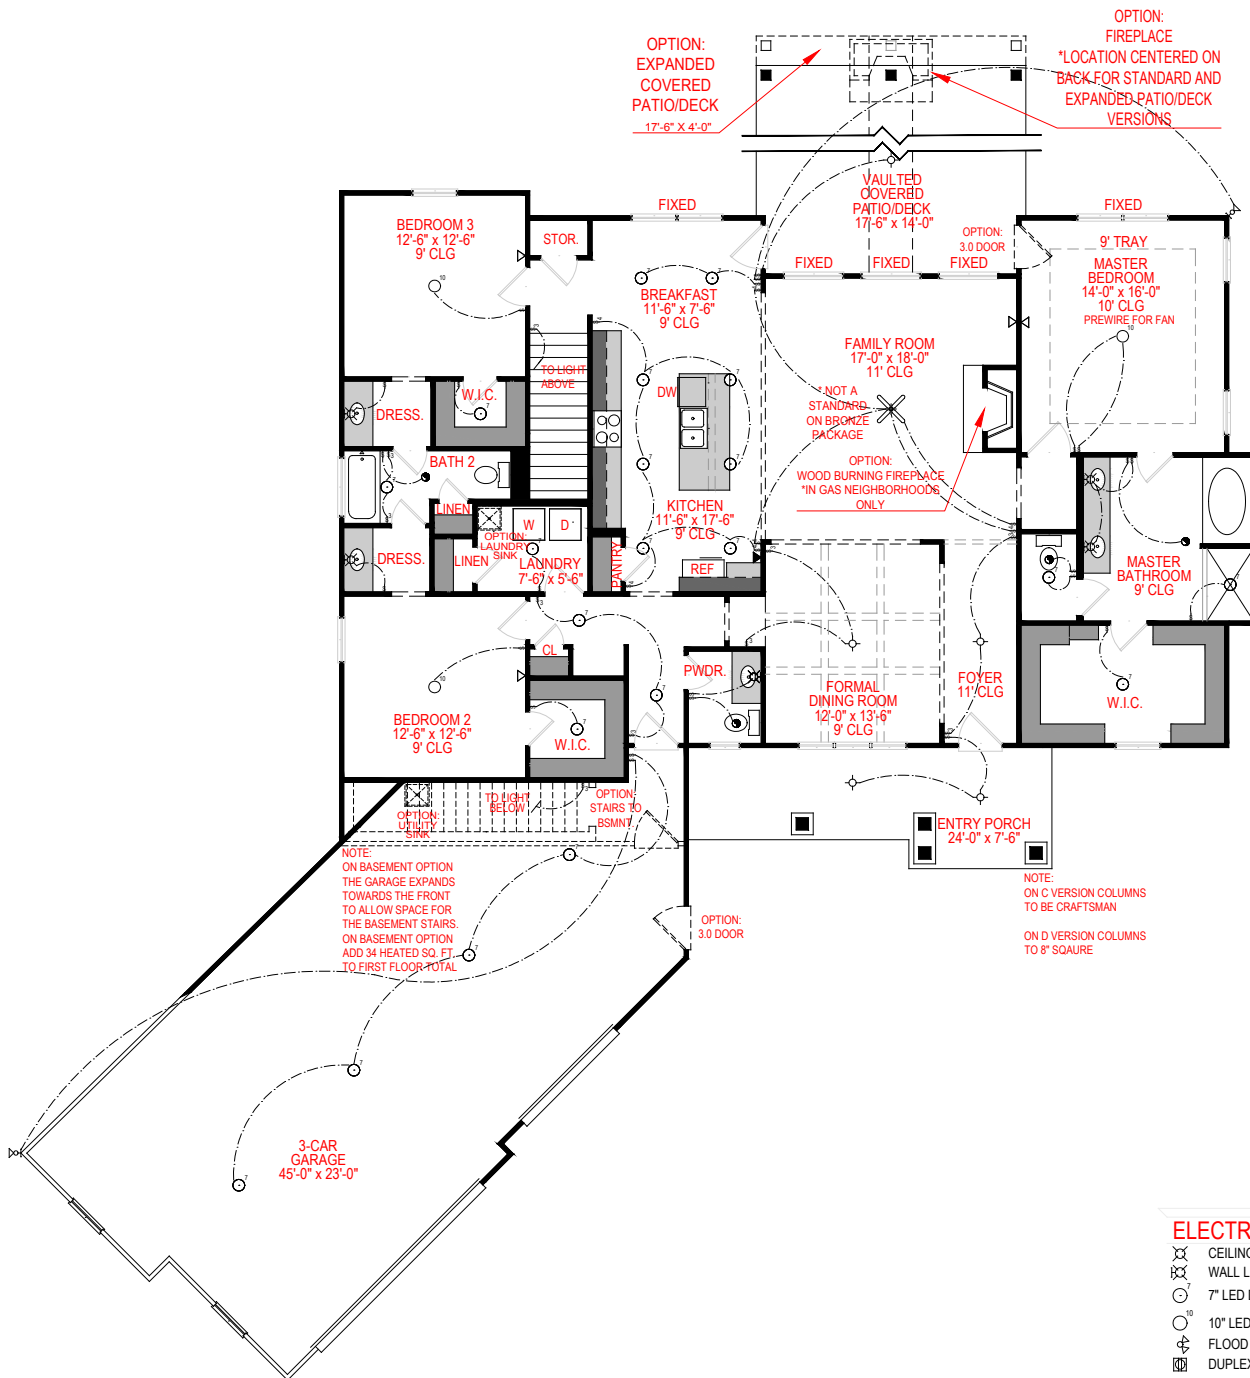 OPTION:
EXPANDED
COVERED
PATIO/DECK
17'-6" X 4'-0"
OPTION:
FIREPLACE
*LOCATION CENTERED ON
BACK FOR STANDARD AND
EXPANDED PATIO/DECK
VERSIONS
VAULTED
COVERED
PATIO/DECK
17'-6" x 14'-0"
FIXED
FIXED
FIXED
FIXED
FIXED
OPTION:
3.0 DOOR
BEDROOM 3
12'-6" x 12'-6"
9' CLG
STOR.
BREAKFAST
11'-6" x 7'-6"
9' CLG
9' TRAY
MASTER
BEDROOM
14'-0" x 16'-0"
10' CLG
PREWIRE FOR FAN
FAMILY ROOM
17'-0" x 18'-0"
11' CLG
TO LIGHT
ABOVE
DW
* NOT A
STANDARD
ON BRONZE
PACKAGE
W.I.C.
DRESS.
BATH 2
OPTION:
WOOD BURNING FIREPLACE
*IN GAS NEIGHBORHOODS
ONLY
LINEN
W
D
OPTION:
LAUNDRY
SINK
KITCHEN
11'-6" x 17'-6"
9' CLG
DRESS.
LINEN
LAUNDRY
7'-6" x 5'-6"
PANTRY
REF
MASTER
BATHROOM
9' CLG
CL
PWDR.
FORMAL
DINING ROOM
12'-0" x 13'-6"
9' CLG
FOYER
11' CLG
W.I.C.
BEDROOM 2
12'-6" x 12'-6"
9' CLG
W.I.C.
OPTION:
UTILITY
SINK
TO LIGHT
BELOW
OPTION:
STAIRS TO
BSMNT
ENTRY PORCH
24'-0" x 7'-6"
NOTE:
ON BASEMENT OPTION
THE GARAGE EXPANDS
TOWARDS THE FRONT
TO ALLOW SPACE FOR
THE BASEMENT STAIRS.
ON BASEMENT OPTION
ADD 34 HEATED SQ. FT.
TO FIRST FLOOR TOTAL
NOTE:
ON C VERSION COLUMNS
TO BE CRAFTSMAN
ON D VERSION COLUMNS
TO 8" SQAURE
OPTION:
3.0 DOOR
3-CAR
GARAGE
45'-0" x 23'-0"
ELECTR
CEILING
WALL L
7 7" LED
10 10" LED
FLOOD
DUPLEX